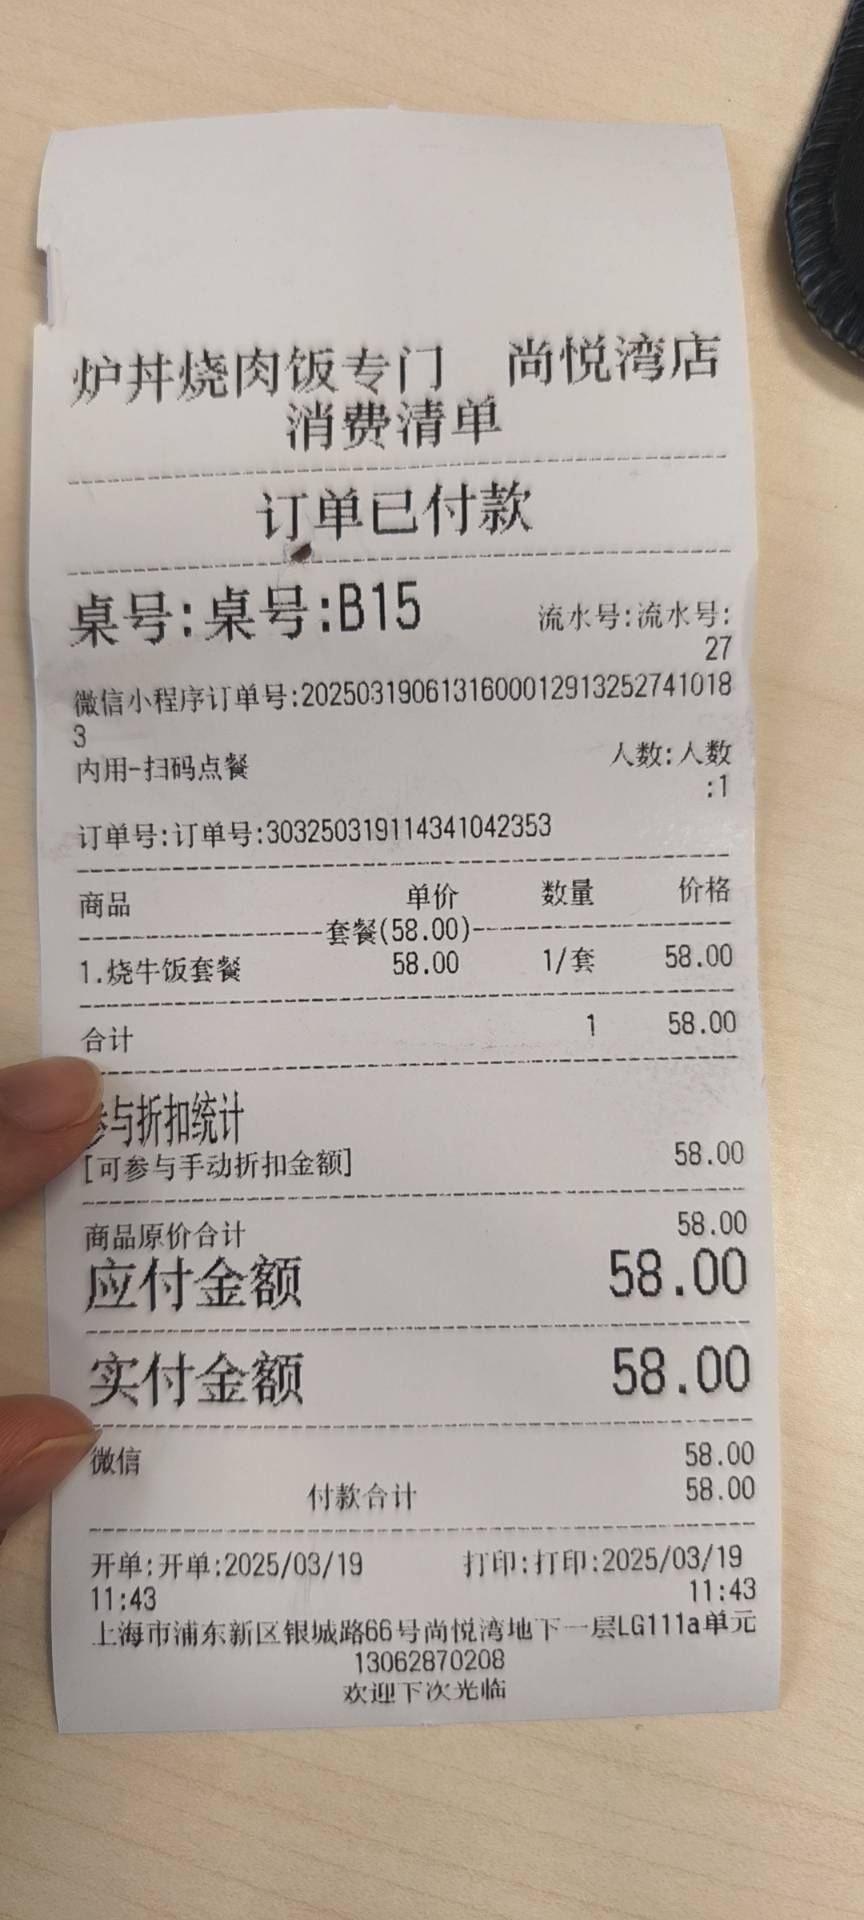 炉丼烧肉饭专门 尚悦湾店
消费清单
订单已付款
桌号:桌号:B15 流水号:流水号:
27
微信小程序订单号:202503190613160001291325274101 8
3
内用-扫码点餐 人数:人数
:1
订单号:订单号:303250319114341042353
商品 单价 数量 价格
套餐(58.00)
1.烧牛饭套餐 58.00 1/套 58.00
合计 1 58.00
参与折扣统计
[可参与手动折扣金额] 58.00
商品原价合计 58.00
应付金额 58.00
实付金额 58.00
微信 58.00
付款合计 58.00
开单:开单:2025/03/19 打印:打印:2025/03/19
11:43 11:43
上海市浦东新区银城路66号尚悦湾地下一层LG111a单元
13062870208
欢迎下次光临